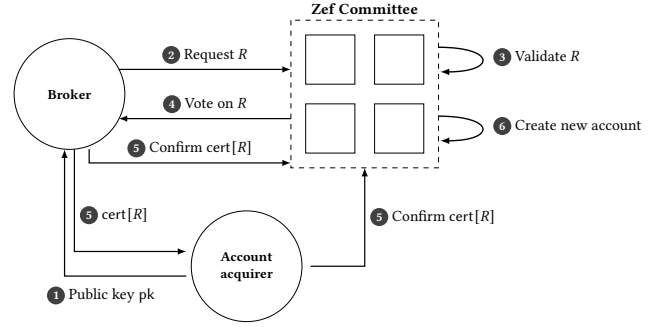 Zef Committee
2 Request R
3 Validate R
Broker
4 Vote on R
6 Create new account
5 Confirm cert[R]
5 cert[R]
5 Confirm cert[R]
Account
acquirer
1 Public key pk